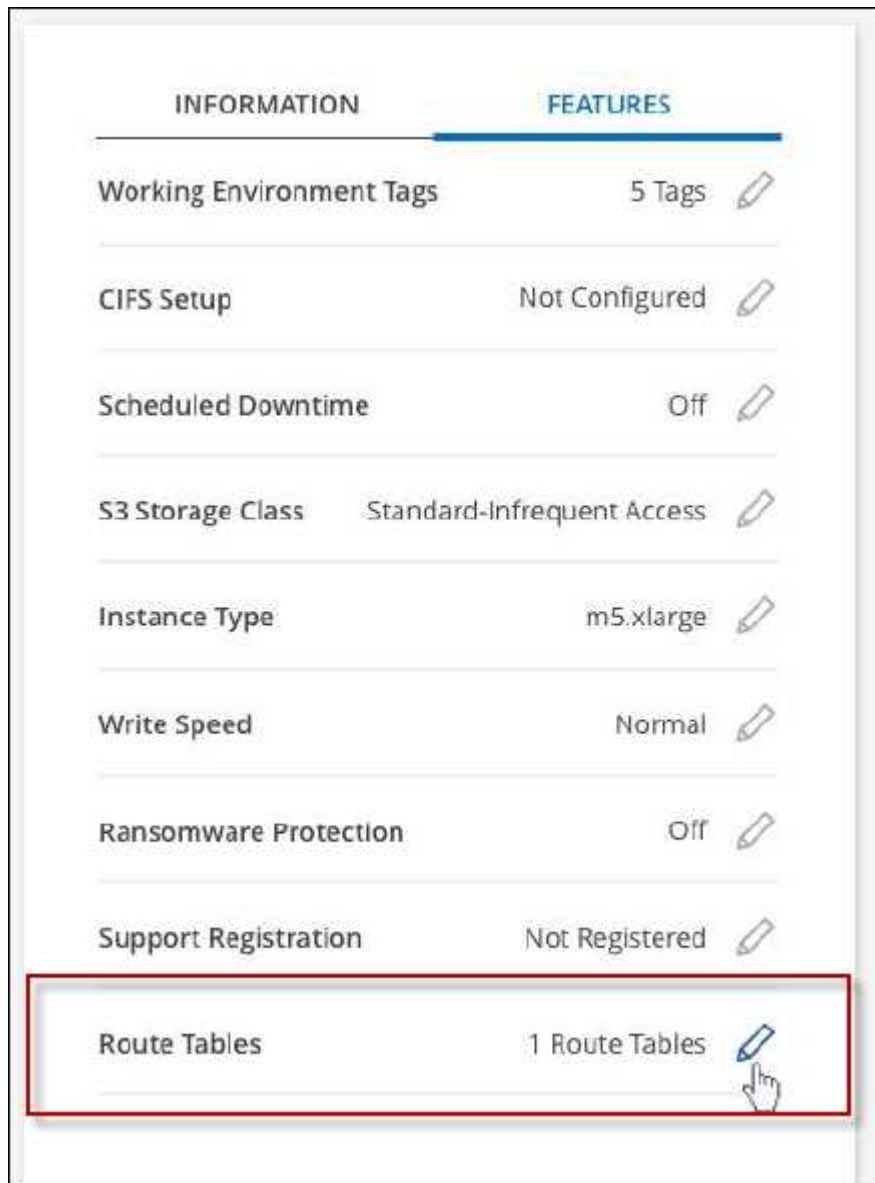 INFORMATION FEATURES
Working Environment Tags 5 Tags
CIFS Setup Not Configured
Scheduled Downtime Off
S3 Storage Class Standard-Infrequent Access
Instance Type m5.xlarge
Write Speed Normal
Ransomware Protection Off
Support Registration Not Registered
Route Tables 1 Route Tables